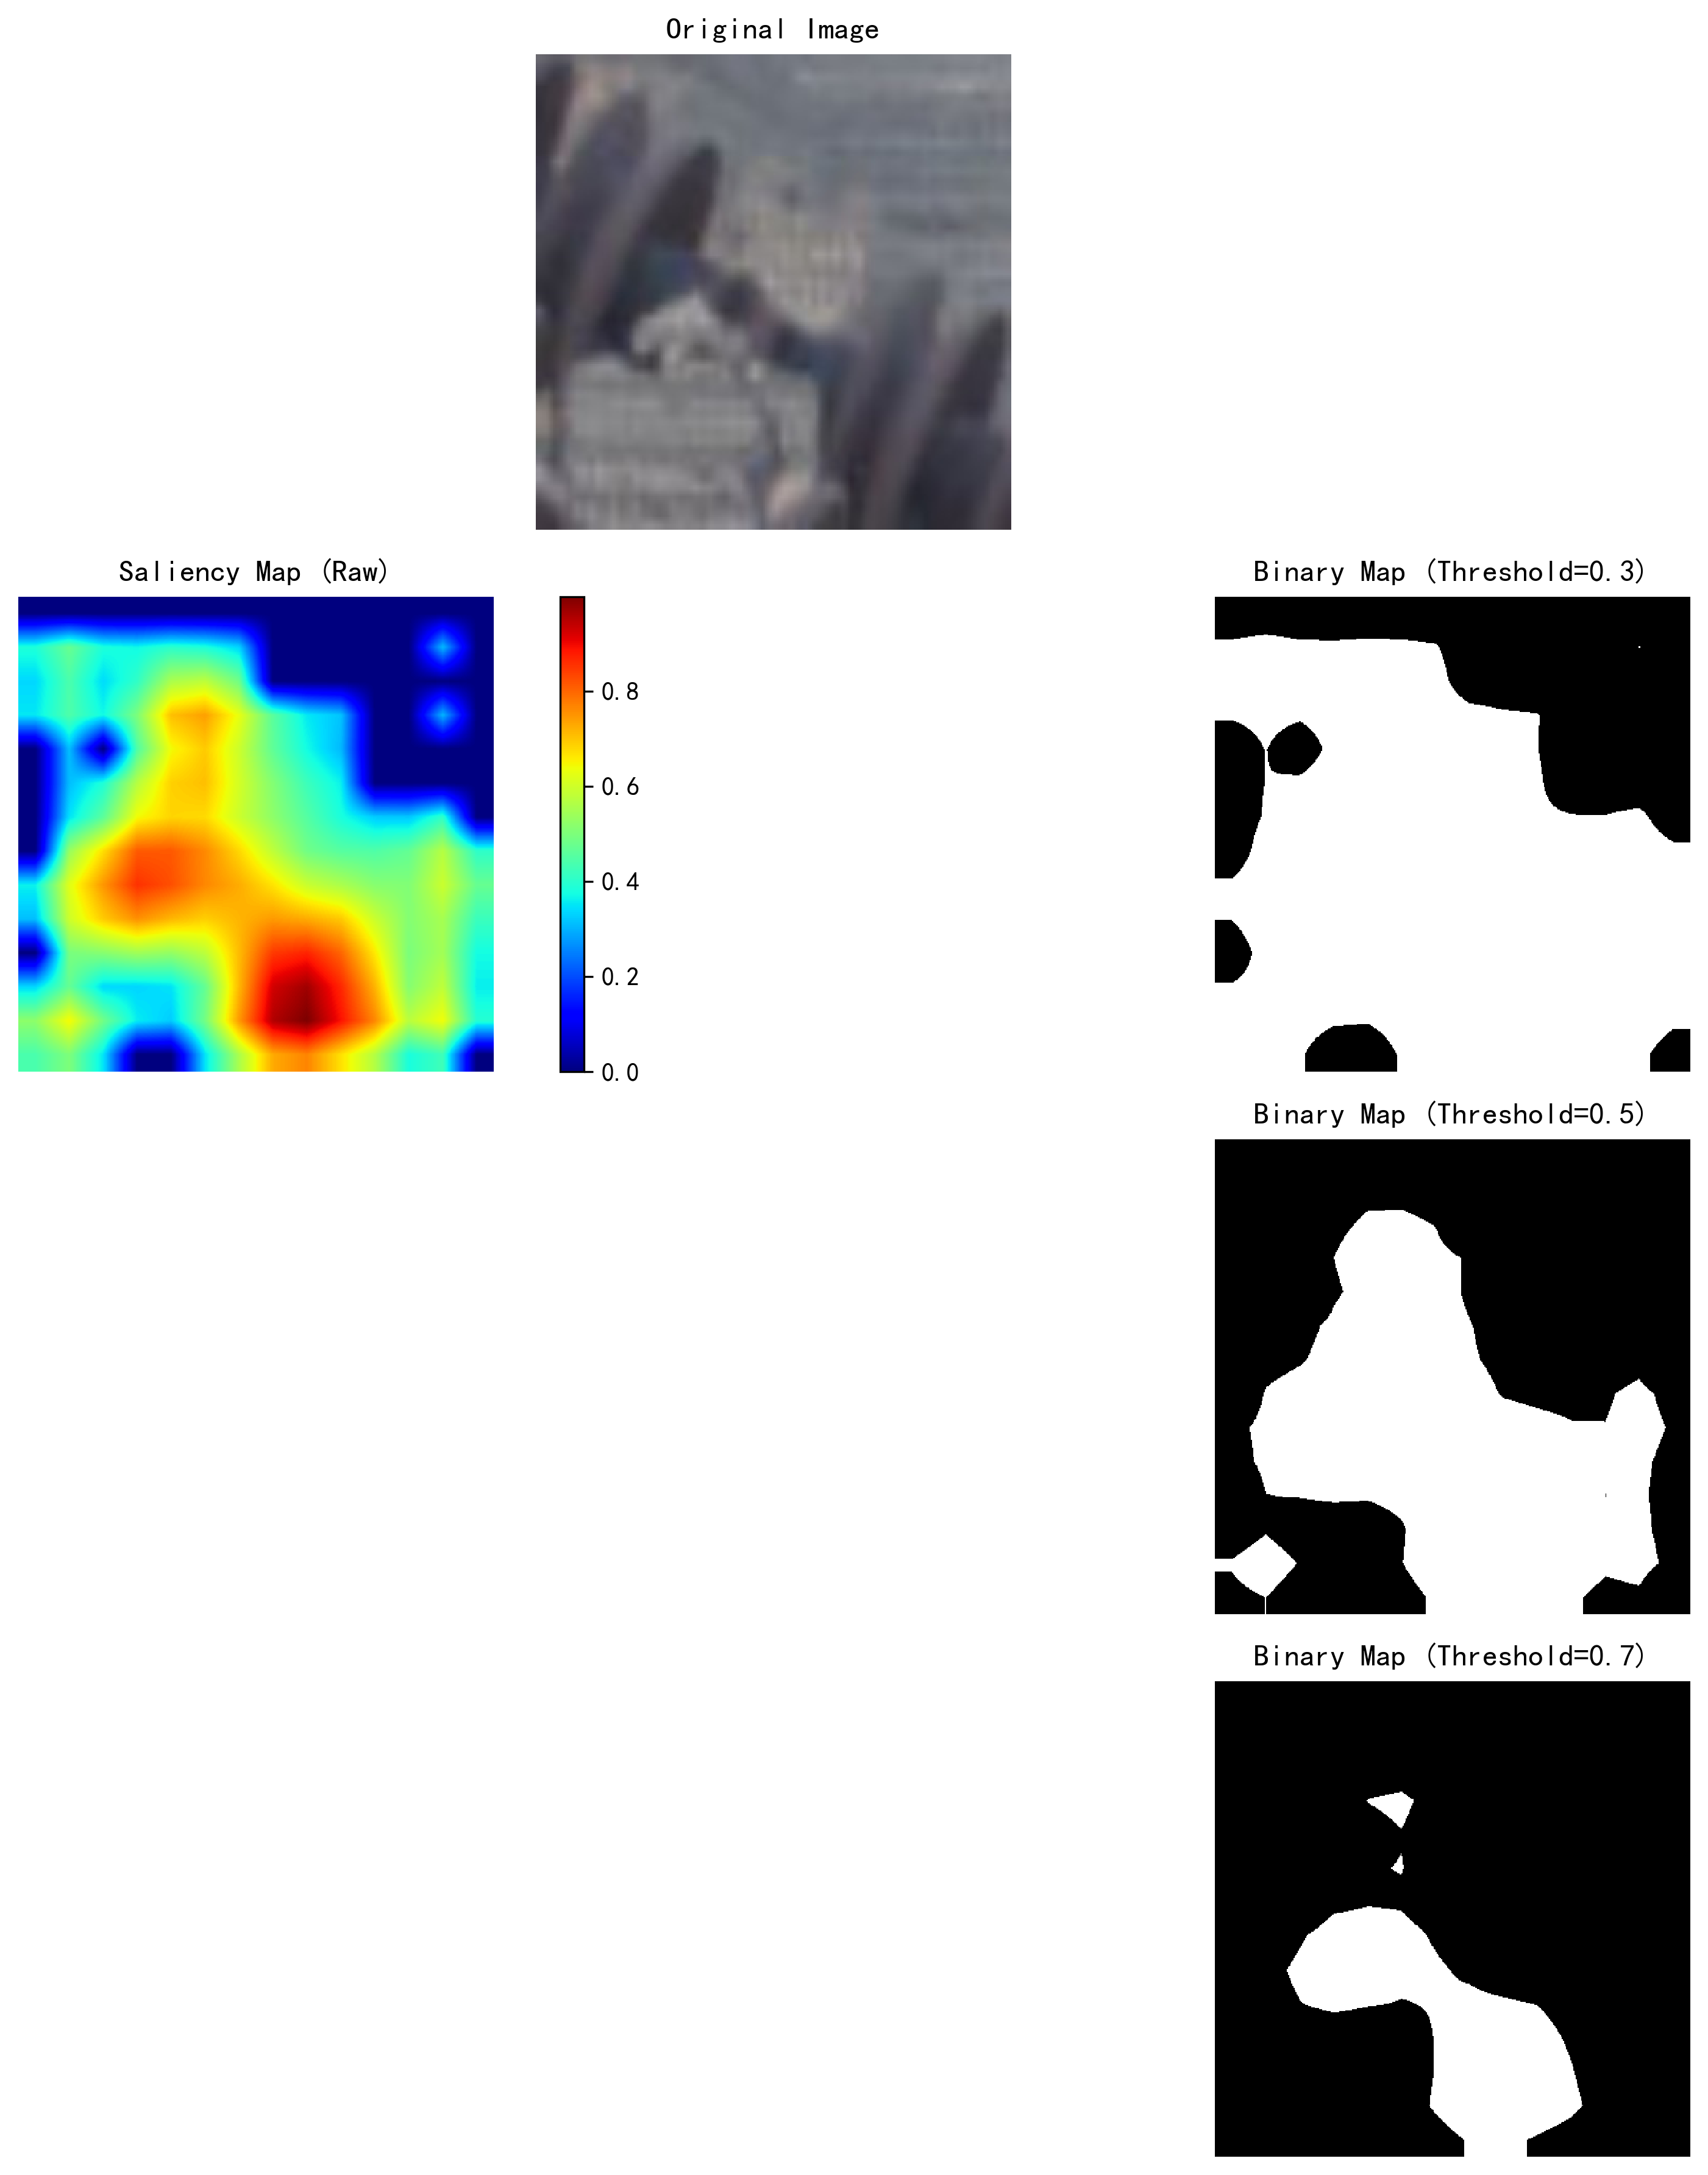 Original Image
Saliency Map (Raw)
Binary Map (Threshold=0.3)
0.8
0.6
0.4
0.2
0.0
Binary Map (Threshold=0.5)
Binary Map (Threshold=0.7)